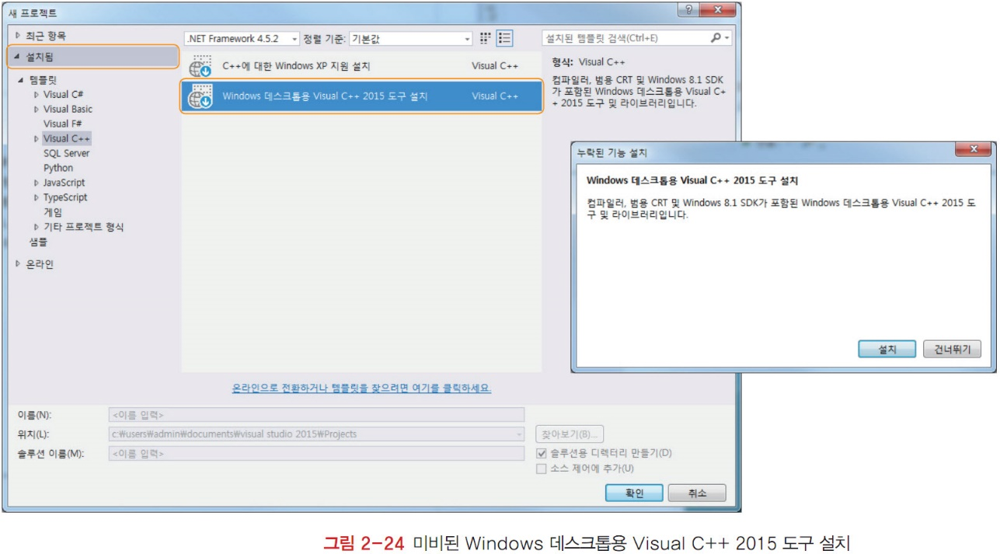 새 프로젝트
최근 항목
.NET Framework 4.5.2 정렬 기준: 기본값
설치된 템플릿 검색(Ctrl+E)
설치됨
템플릿
Visual C#
Visual Basic
Visual F#
Visual C++
SQL Server
Python
JavaScript
TypeScript
게임
기타 프로젝트 형식
샘플
온라인
C++에 대한 Windows XP 지원 설치 Visual C++
Windows 데스크톱용 Visual C++ 2015 도구 설치 Visual C++
형식: Visual C++
컴파일러, 범용 CRT 및 Windows 8.1 SDK
가 포함된 Windows 데스크톱용 Visual C+
+ 2015 도구 및 라이브러리입니다.
온라인으로 전환하거나 템플릿을 찾으려면 여기를 클릭하세요.
이름(N): <이름 입력>
위치(L): c:₩users₩admin₩documents₩visual studio 2015₩Projects 찾아보기(B)...
솔루션 이름(M): <이름 입력>
솔루션용 디렉터리 만들기(D)
소스 제어에 추가(U)
확인 취소
누락된 기능 설치
Windows 데스크톱용 Visual C++ 2015 도구 설치
컴파일러, 범용 CRT 및 Windows 8.1 SDK가 포함된 Windows 데스크톱용 Visual C++ 2015 도
구 및 라이브러리입니다.
설치 건너뛰기
그림 2-24 미비된 Windows 데스크톱용 Visual C++ 2015 도구 설치